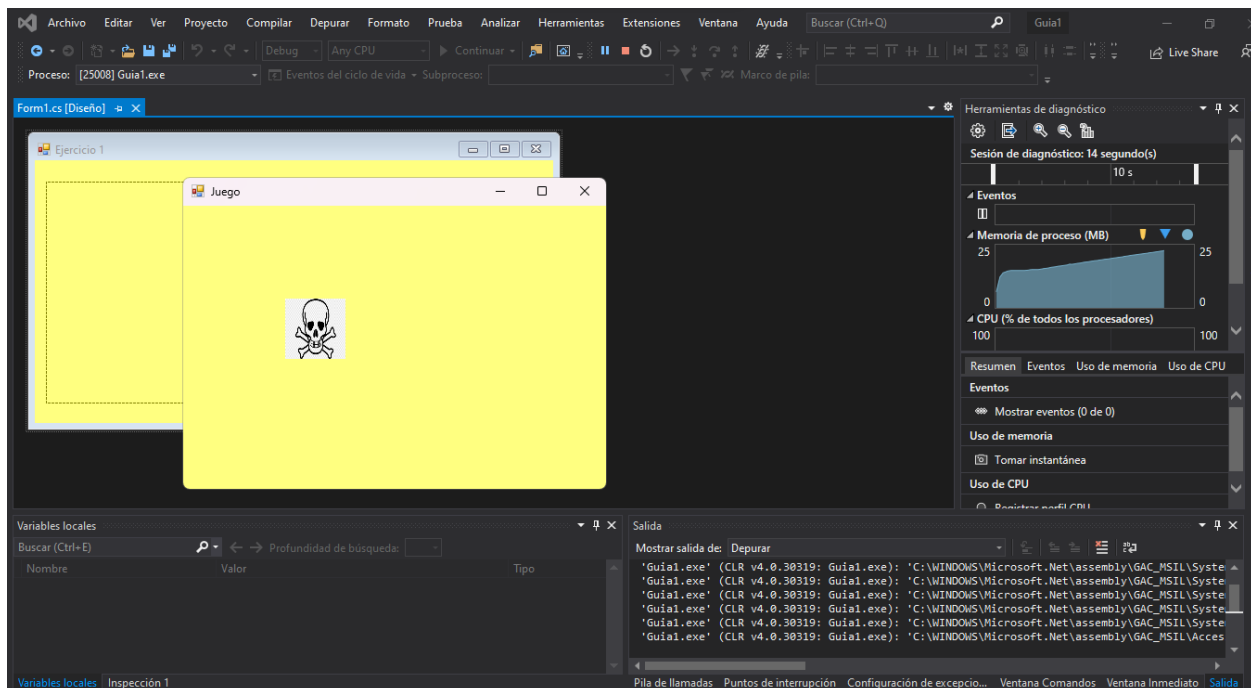 Archivo Editar Ver Proyecto Compilar Depurar Formato Prueba Analizar Herramientas Extensiones Ventana Ayuda Buscar (Ctrl+Q) Guia1
Debug Any CPU Continuar Live Share
Proceso: [25008] Guia1.exe Eventos del ciclo de vida Subproceso: Marco de pila:
Form1.cs [Diseño]
Ejercicio 1
Juego
Herramientas de diagnóstico
Sesión de diagnóstico: 14 segundo(s)
10 s
Eventos
Memoria de proceso (MB)
25 25
0 0
CPU (% de todos los procesadores)
100 100
Resumen Eventos Uso de memoria Uso de CPU
Eventos
Mostrar eventos (0 de 0)
Uso de memoria
Tomar instantánea
Uso de CPU
Registrar perfil CPU
Variables locales
Buscar (Ctrl+E) Profundidad de búsqueda:
Nombre Valor Tipo
Variables locales Inspección 1
Salida
Mostrar salida de: Depurar
'Guia1.exe' (CLR v4.0.30319: Guia1.exe): 'C:\WINDOWS\Microsoft.Net\assembly\GAC_MSIL\Syste
'Guia1.exe' (CLR v4.0.30319: Guia1.exe): 'C:\WINDOWS\Microsoft.Net\assembly\GAC_MSIL\System
'Guia1.exe' (CLR v4.0.30319: Guia1.exe): 'C:\WINDOWS\Microsoft.Net\assembly\GAC_MSIL\Syste
'Guia1.exe' (CLR v4.0.30319: Guia1.exe): 'C:\WINDOWS\Microsoft.Net\assembly\GAC_MSIL\System
'Guia1.exe' (CLR v4.0.30319: Guia1.exe): 'C:\WINDOWS\Microsoft.Net\assembly\GAC_MSIL\Syste
'Guia1.exe' (CLR v4.0.30319: Guia1.exe): 'C:\WINDOWS\Microsoft.Net\assembly\GAC_MSIL\Acces
Pila de llamadas Puntos de interrupción Configuración de excepcio... Ventana Comandos Ventana Inmediato Salida